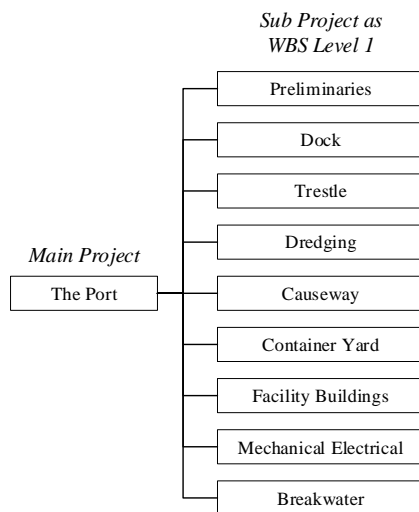 Sub Project as
WBS Level 1
Preliminaries
Dock
Trestle
Dredging
Main Project
The Port
Causeway
Container Yard
Facility Buildings
Mechanical Electrical
Breakwater